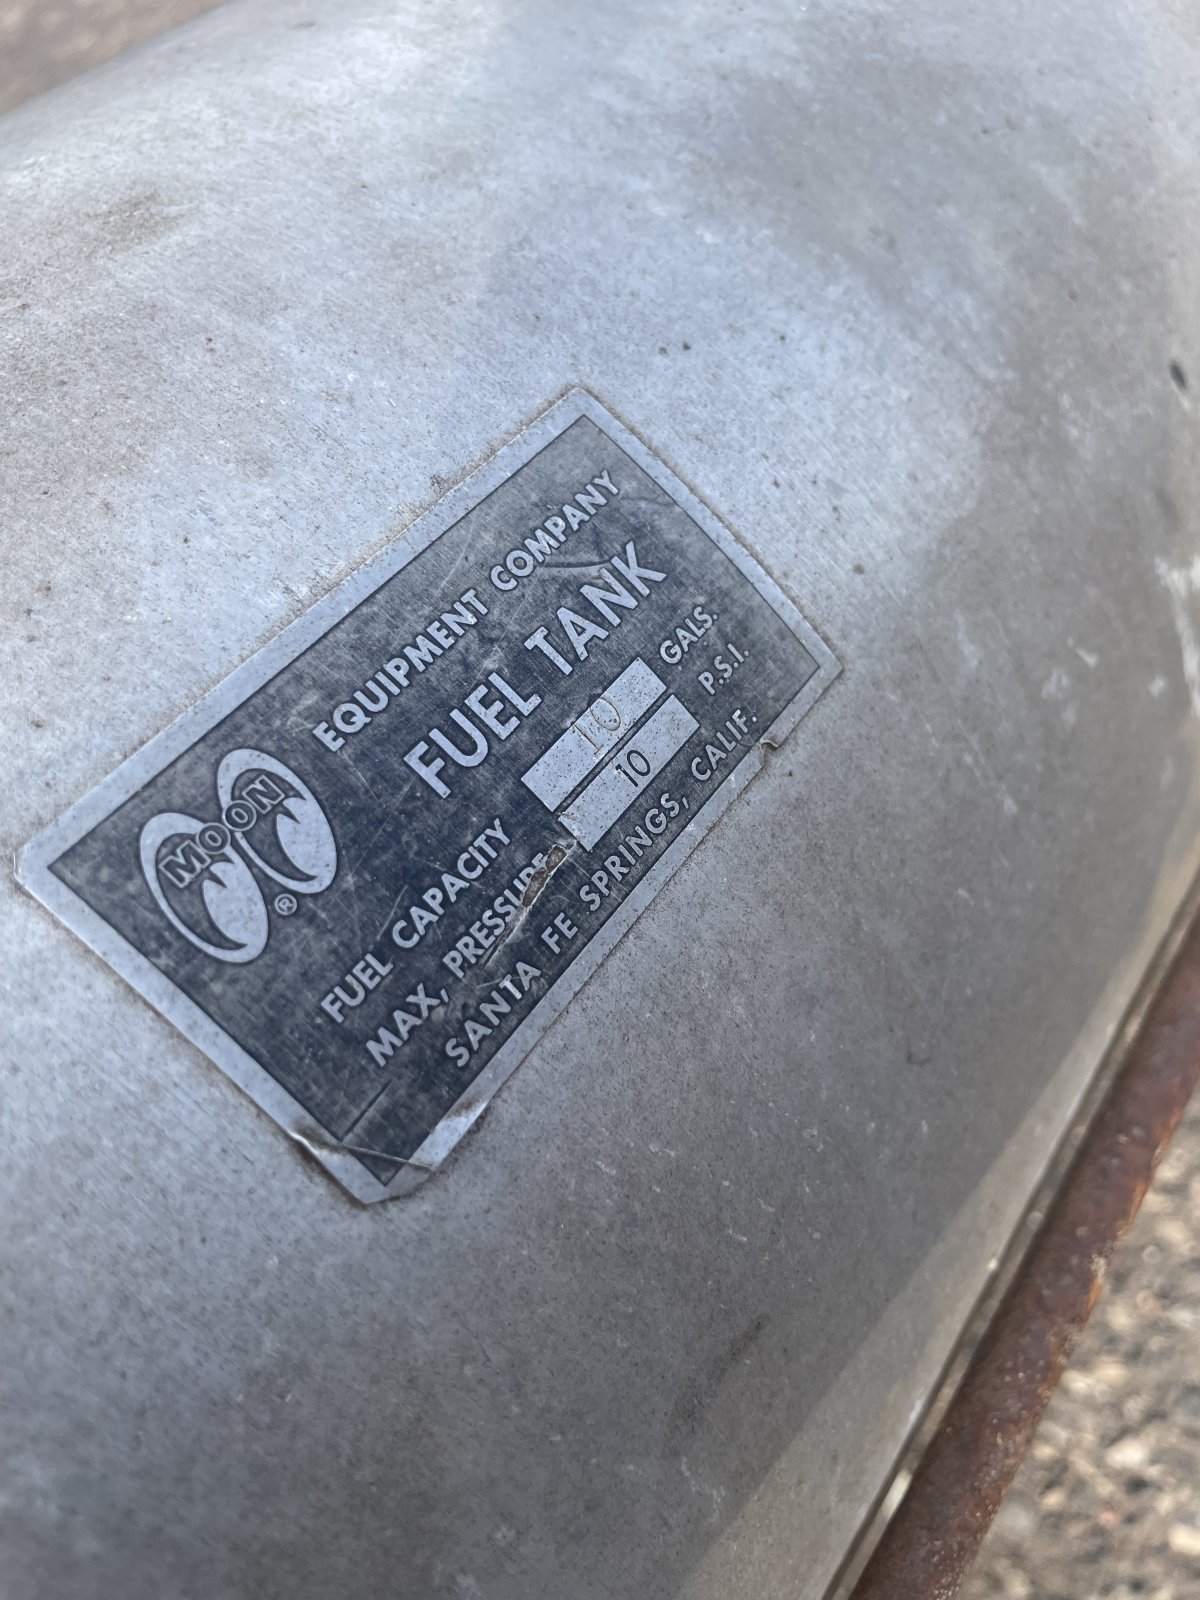 MOON
®
EQUIPMENT COMPANY
FUEL TANK
FUEL CAPACITY 10 GALS.
MAX, PRESSURE 10 P.S.I.
SANTA FE SPRINGS, CALIF.